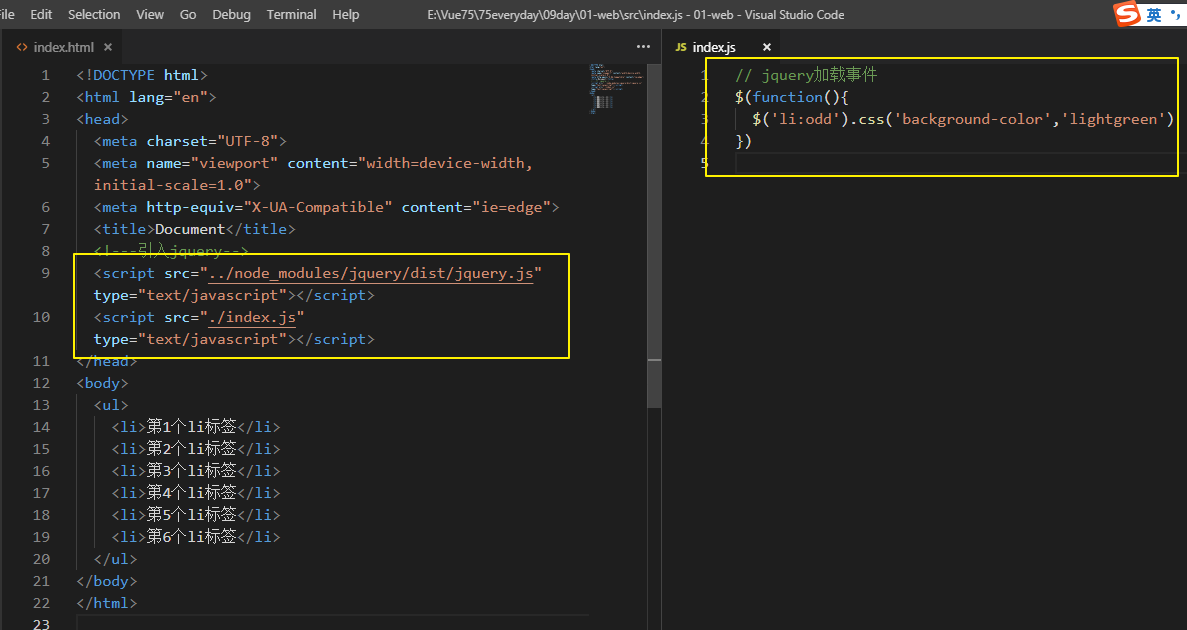 ile Edit Selection View Go Debug Terminal Help E:\Vue75\75everyday\09day\01-web\src\index.js - 01-web - Visual Studio Code
S 英
<> index.html × ···
1 <!DOCTYPE html>
2 <html lang="en">
3 <head>
4 <meta charset="UTF-8">
5 <meta name="viewport" content="width=device-width,
initial-scale=1.0">
6 <meta http-equiv="X-UA-Compatible" content="ie=edge">
7 <title>Document</title>
8 <!---引入jquery-->
9 <script src="../node_modules/jquery/dist/jquery.js"
type="text/javascript"></script>
10 <script src="./index.js"
type="text/javascript"></script>
11 </head>
12 <body>
13 <ul>
14 <li>第1个li标签</li>
15 <li>第2个li标签</li>
16 <li>第3个li标签</li>
17 <li>第4个li标签</li>
18 <li>第5个li标签</li>
19 <li>第6个li标签</li>
20 </ul>
21 </body>
22 </html>
23
JS index.js ×
1 // jquery加载事件
2 $(function(){
3 $('li:odd').css('background-color','lightgreen')
4 })
5